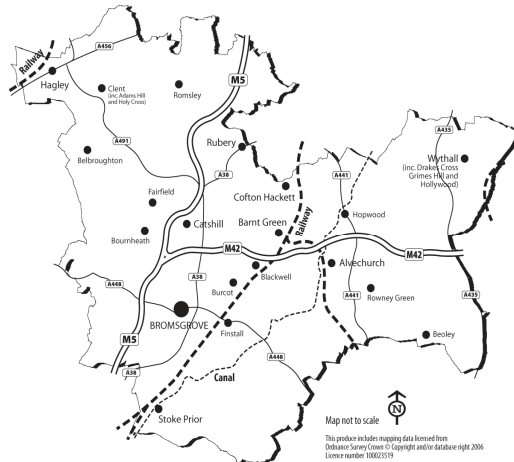 A456
Railway
Hagley
Clent
(inc. Adams Hill
and Holy Cross)
Romsley
M5
A435
A491
Rubery
A38
Belbroughton
Wythall
(inc. Drakes Cross
Grimes Hill and
Hollywood)
A441
Cofton Hackett
Fairfield
Hopwood
Catshill
Barnt Green
Railway
Bournheath
M42
M42
Alvechurch
Blackwell
A448
A38
Burcot
Rowney Green
A441
A435
BROMSGROVE
Finstall
M5
Beoley
A448
A38
Canal
Stoke Prior
Map not to scale
N
This produce includes mapping data licensed from
Ordnance Survey Crown © Copyright and/or database right 2006
Licence number 100023519